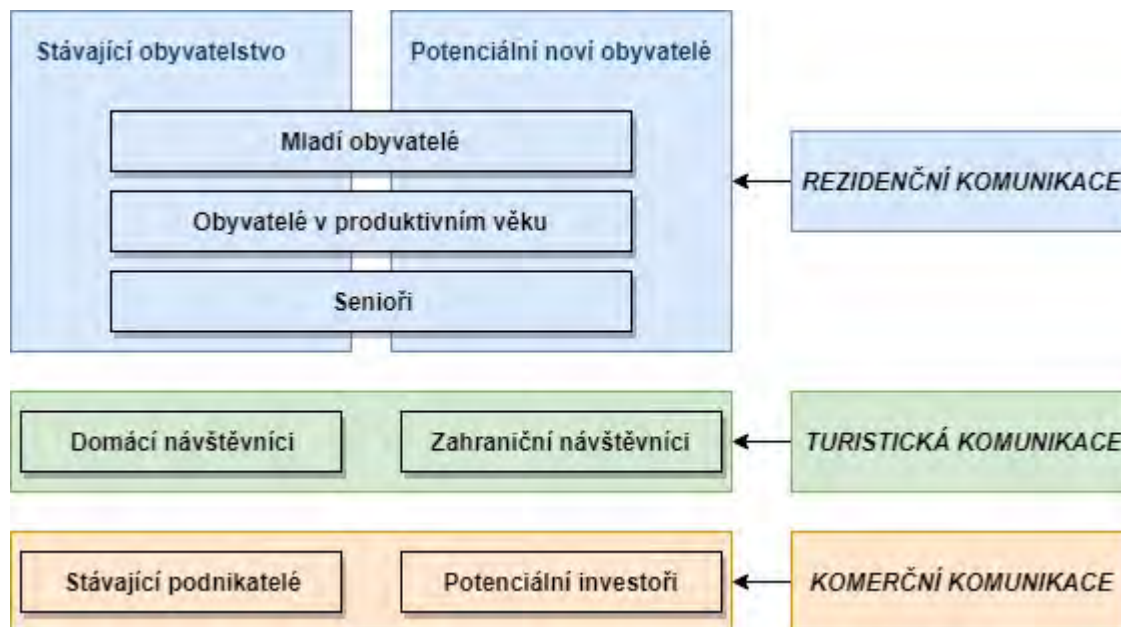 Stávající obyvatelstvo
Potenciální noví obyvatelé
Mladí obyvatelé
Obyvatelé v produktivním věku
Senioři
REZIDENČNÍ KOMUNIKACE
Domácí návštěvníci
Zahraniční návštěvníci
TURISTICKÁ KOMUNIKACE
Stávající podnikatelé
Potenciální investoři
KOMERČNÍ KOMUNIKACE